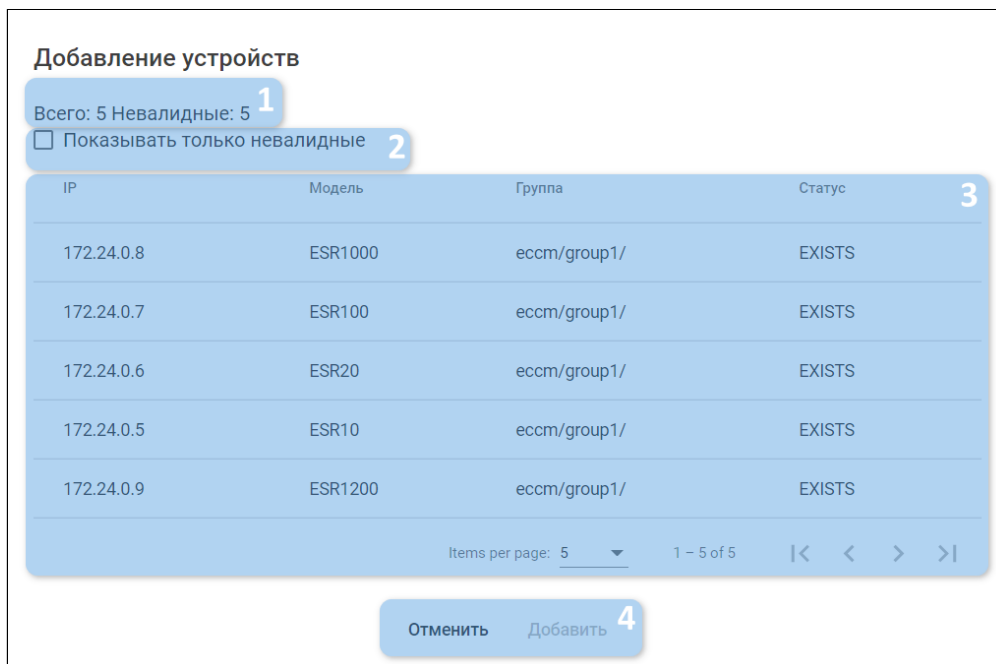 Добавление устройств
1
Всего: 5 Невалидные: 5
Показывать только невалидные 2
IP Модель Группа Статус 3
172.24.0.8 ESR1000 eccm/group1/ EXISTS
172.24.0.7 ESR100 eccm/group1/ EXISTS
172.24.0.6 ESR20 eccm/group1/ EXISTS
172.24.0.5 ESR10 eccm/group1/ EXISTS
172.24.0.9 ESR1200 eccm/group1/ EXISTS
Items per page: 5 1 – 5 of 5
Отменить Добавить 4